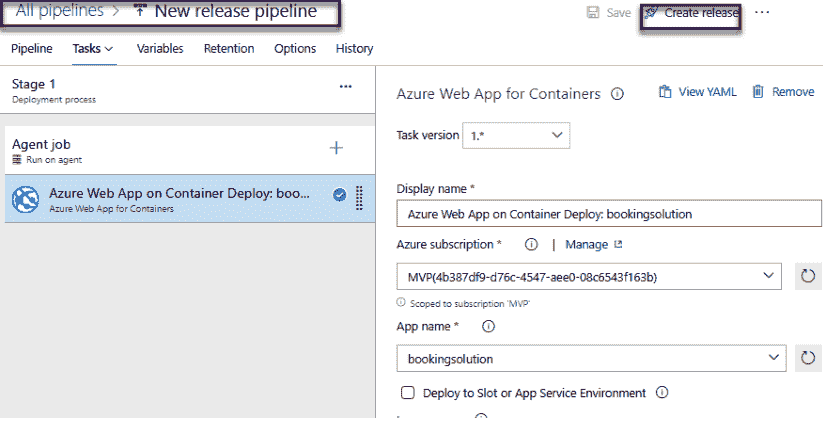 All pipelines > New release pipeline
Save Create release ...
Pipeline Tasks Variables Retention Options History
Stage 1 ...
Deployment process
Agent job +
Run on agent
Azure Web App on Container Deploy: boo...
Azure Web App for Containers
Azure Web App for Containers
View YAML Remove
Task version 1.*
Display name *
Azure Web App on Container Deploy: bookingsolution
Azure subscription * | Manage
MVP(4b387df9-d76c-4547-aee0-08c6543f163b)
Scoped to subscription 'MVP'
App name *
bookingsolution
Deploy to Slot or App Service Environment